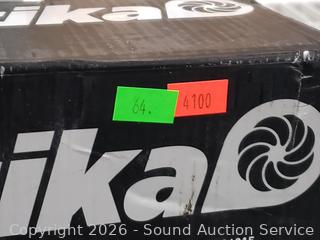 ika
64. 4100
ika
Copyright 2026 - Sound Auction Service